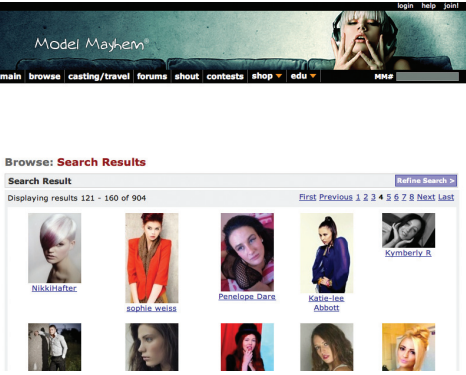 login help join!
Model Mayhem®
main browse casting/travel forums shout contests shop edu MM#
Browse: Search Results
Search Result Refine Search >
Displaying results 121 - 160 of 904 First Previous 1 2 3 4 5 6 7 8 Next Last
NikkiHafter
sophie weiss
Penelope Dare
Katie-lee
Abbott
Kymberly R